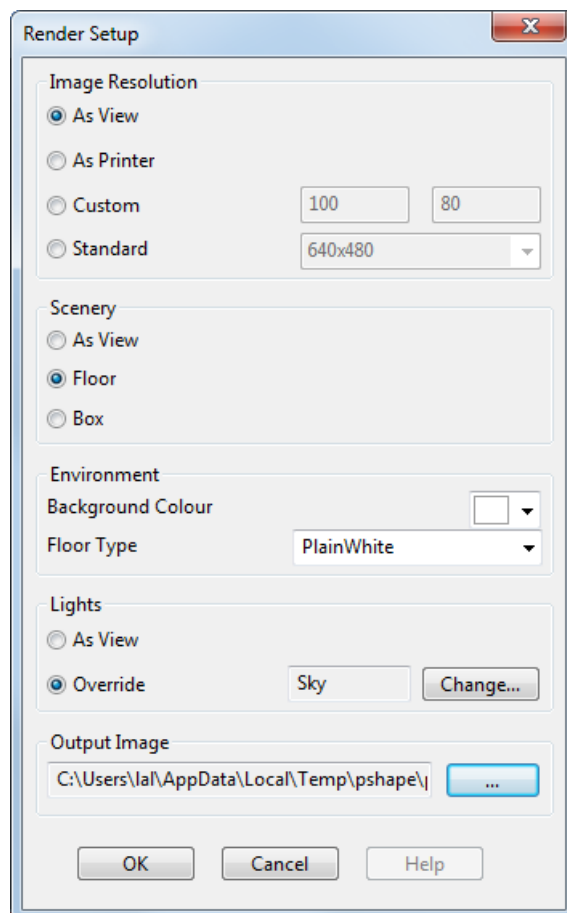 Render Setup
Image Resolution
As View
As Printer
Custom 100 80
Standard 640x480
Scenery
As View
Floor
Box
Environment
Background Colour
Floor Type PlainWhite
Lights
As View
Override Sky Change...
Output Image
C:\Users\lal\AppData\Local\Temp\pshape\ ...
OK Cancel Help